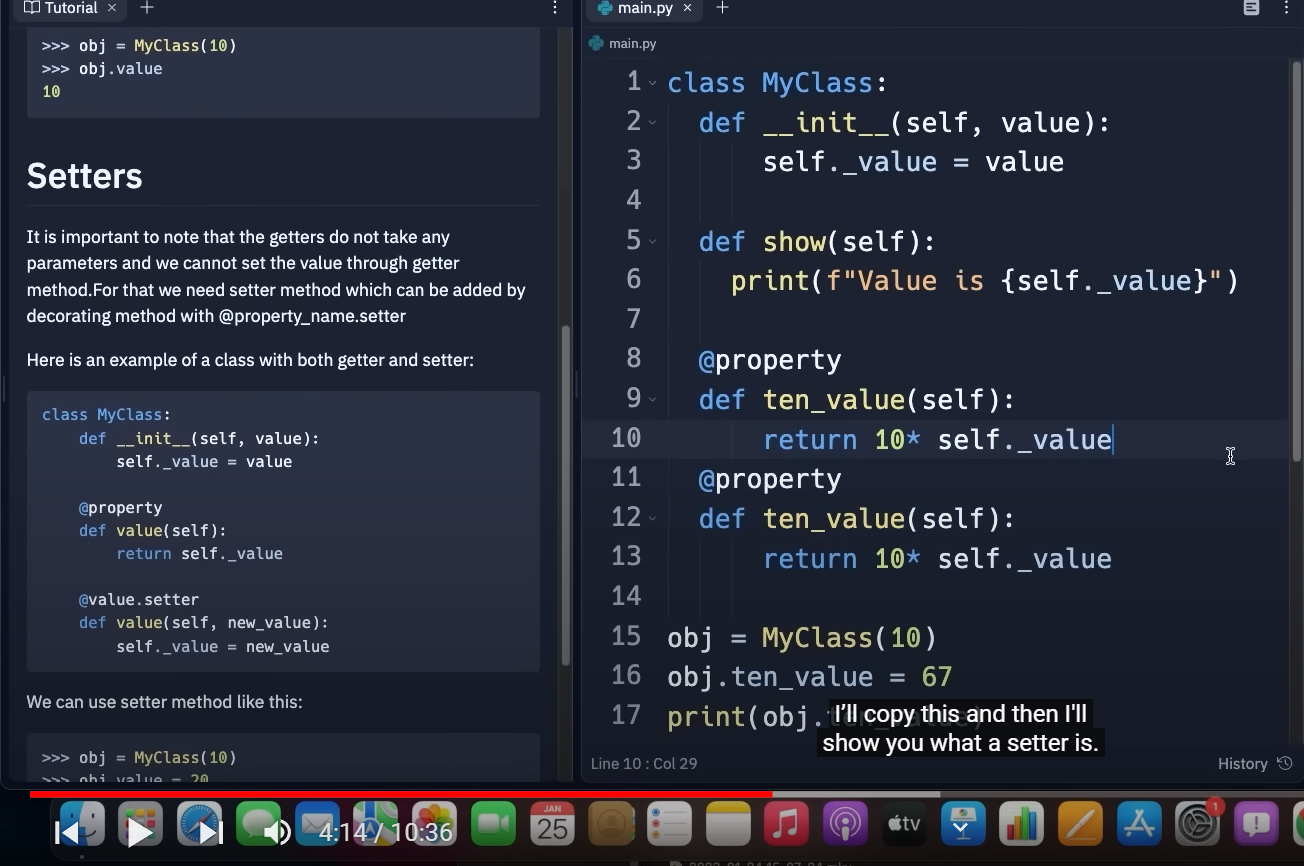 Tutorial
>>> obj = MyClass(10)
>>> obj.value
10
Setters
It is important to note that the getters do not take any
parameters and we cannot set the value through getter
method.For that we need setter method which can be added by
decorating method with @property_name.setter
Here is an example of a class with both getter and setter:
class MyClass:
    def __init__(self, value):
        self._value = value
    @property
    def value(self):
        return self._value
    @value.setter
    def value(self, new_value):
        self._value = new_value
We can use setter method like this:
>>> obj = MyClass(10)
>>> obj.value = 20
main.py
main.py
1 class MyClass:
2   def __init__(self, value):
3       self._value = value
4
5   def show(self):
6     print(f"Value is {self._value}")
7
8   @property
9   def ten_value(self):
10       return 10* self._value
11   @property
12   def ten_value(self):
13       return 10* self._value
14
15 obj = MyClass(10)
16 obj.ten_value = 67
17 print(obj.
I'll copy this and then I'll
show you what a setter is.
Line 10 : Col 29
History
4:14 / 10:36
JAN
25
tv
1